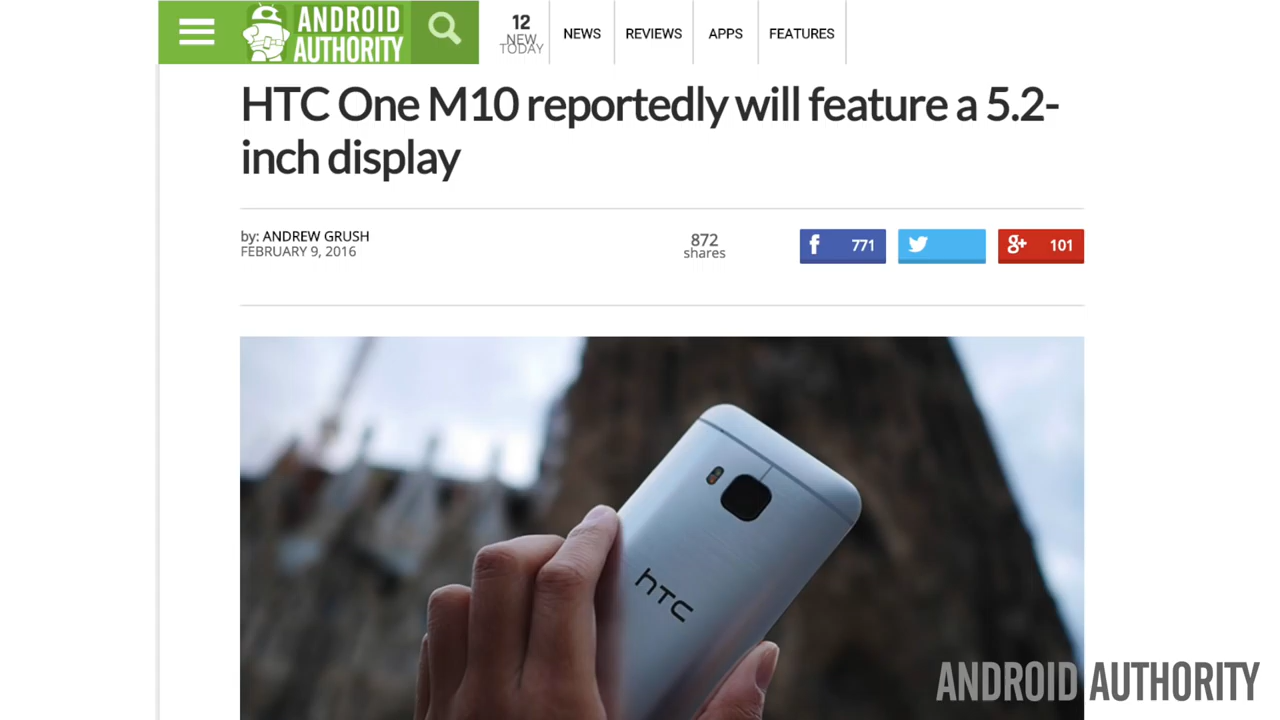 ANDROID
AUTHORITY
12
NEW
TODAY
NEWS
REVIEWS
APPS
FEATURES
HTC One M10 reportedly will feature a 5.2-
inch display
by: ANDREW GRUSH
FEBRUARY 9, 2016
872
shares
f 771
g+ 101
hTC
ANDROID AUTHORITY